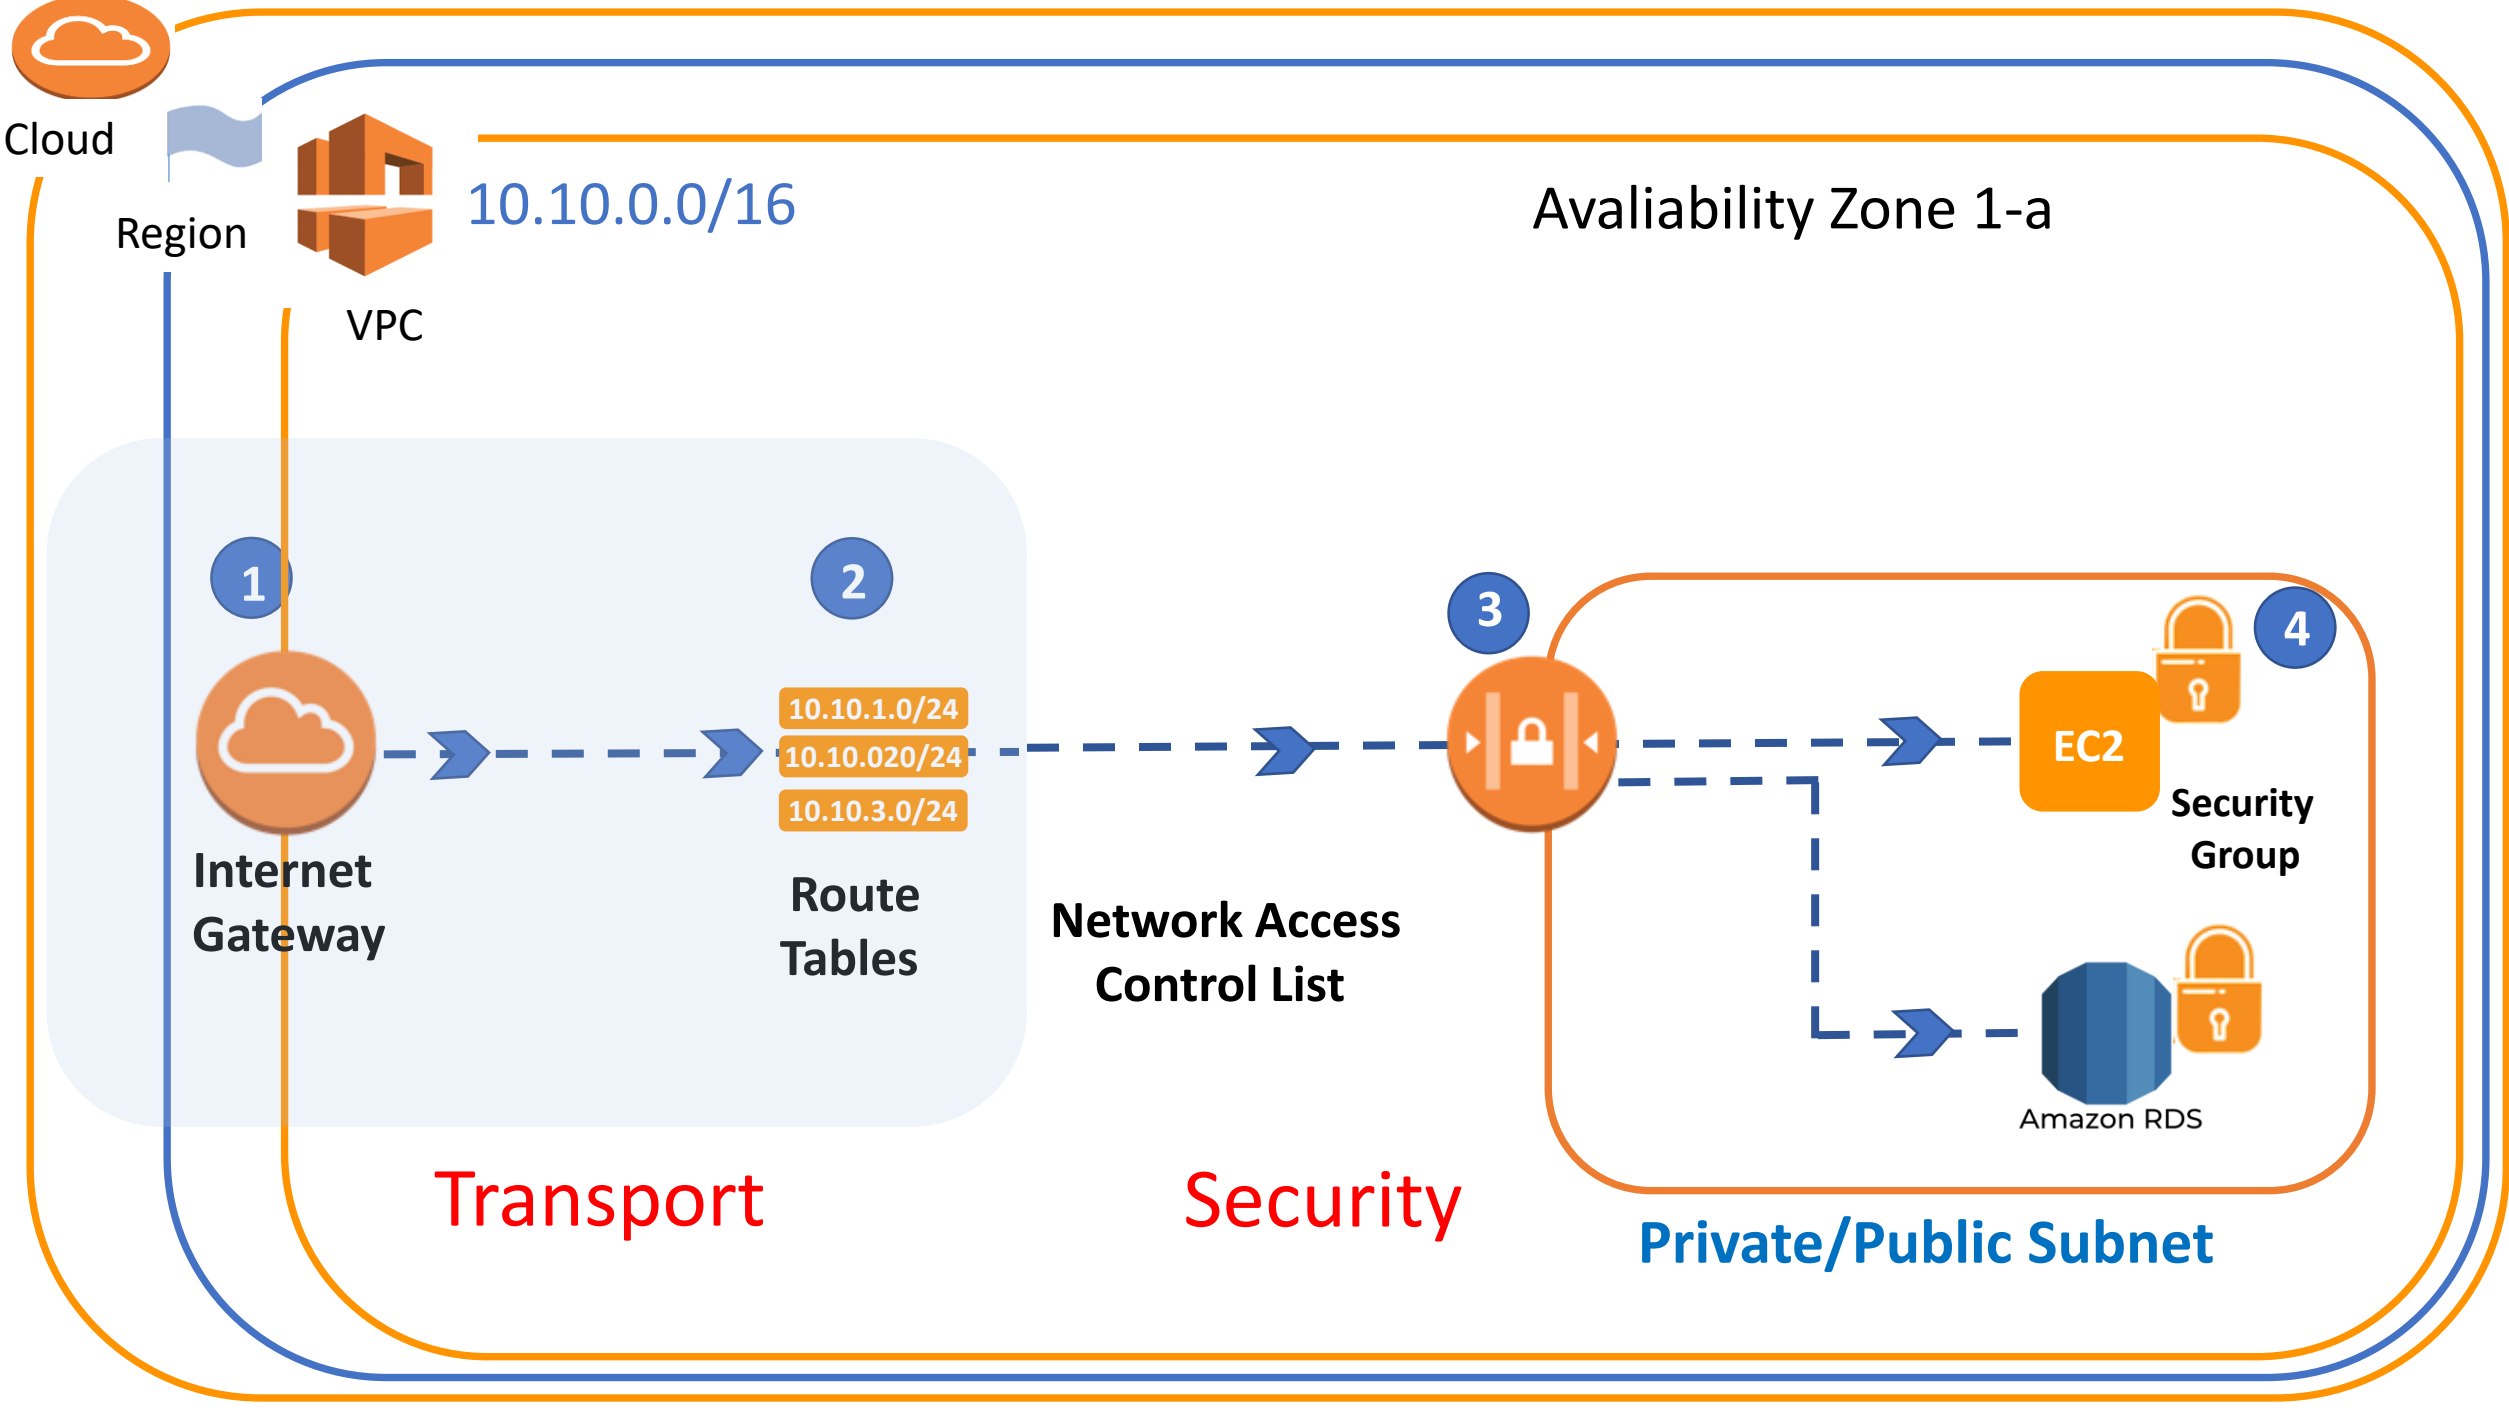 Cloud
Region
VPC
10.10.0.0/16
Avaliability Zone 1-a
1
2
3
4
10.10.1.0/24
10.10.020/24
10.10.3.0/24
Internet
Gateway
Route
Tables
Network Access
Control List
EC2
Security
Group
Amazon RDS
Transport
Security
Private/Public Subnet